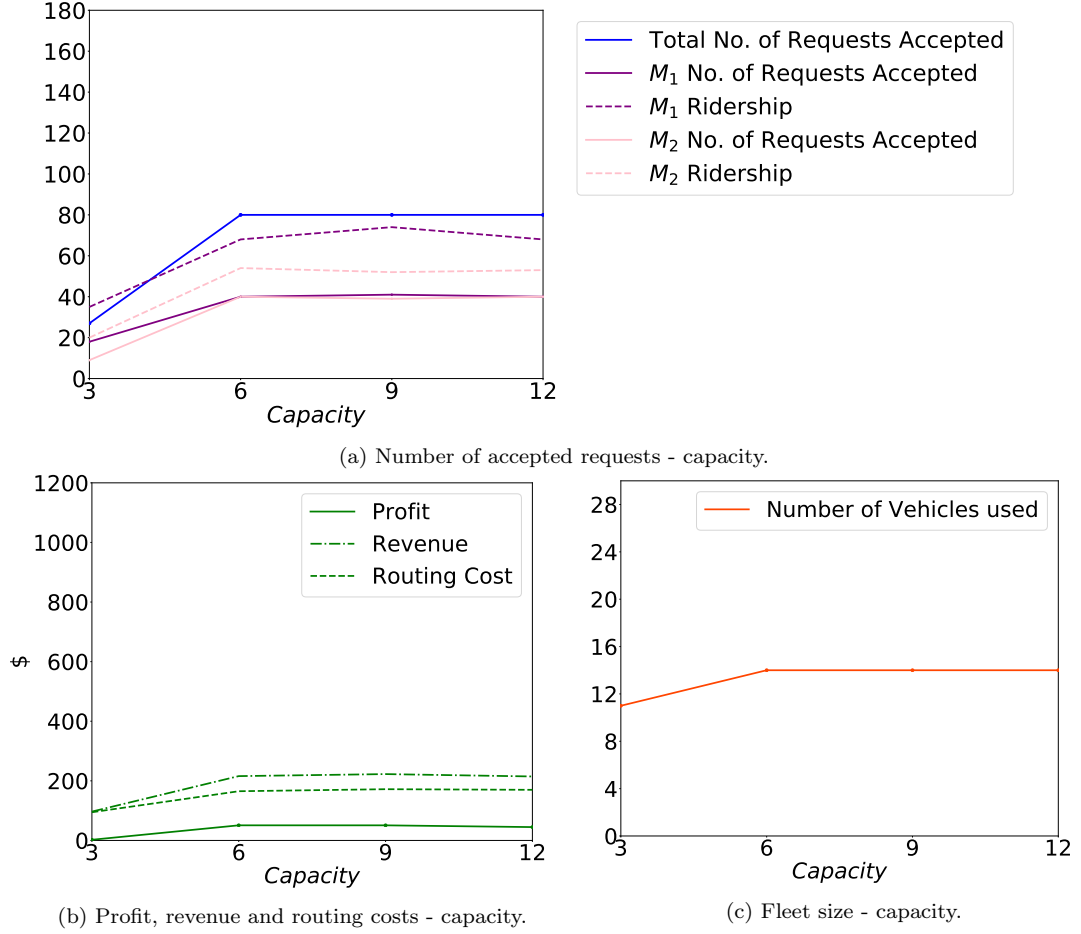 180
160
140
120
100
80
60
40
20
0
3 6 9 12
Capacity
Total No. of Requests Accepted
M₁ No. of Requests Accepted
M₁ Ridership
M₂ No. of Requests Accepted
M₂ Ridership
(a) Number of accepted requests - capacity.
1200
1000
800
600
400
200
0
$
3 6 9 12
Capacity
Profit
Revenue
Routing Cost
(b) Profit, revenue and routing costs - capacity.
28
24
20
16
12
8
4
0
3 6 9 12
Capacity
Number of Vehicles used
(c) Fleet size - capacity.